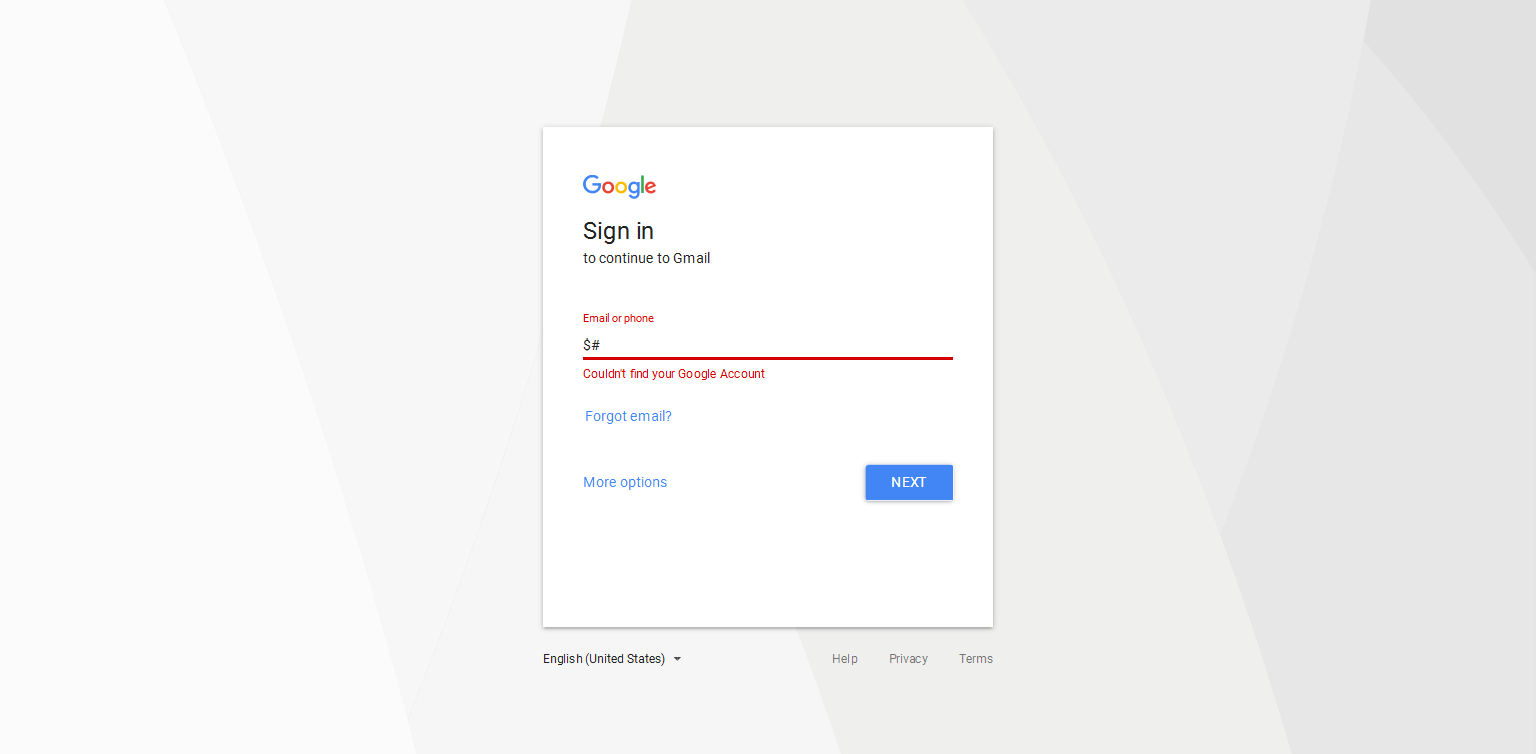 Google
Sign in
to continue to Gmail
Email or phone
$#
Couldn't find your Google Account
Forgot email?
More options
NEXT
English (United States)
Help
Privacy
Terms